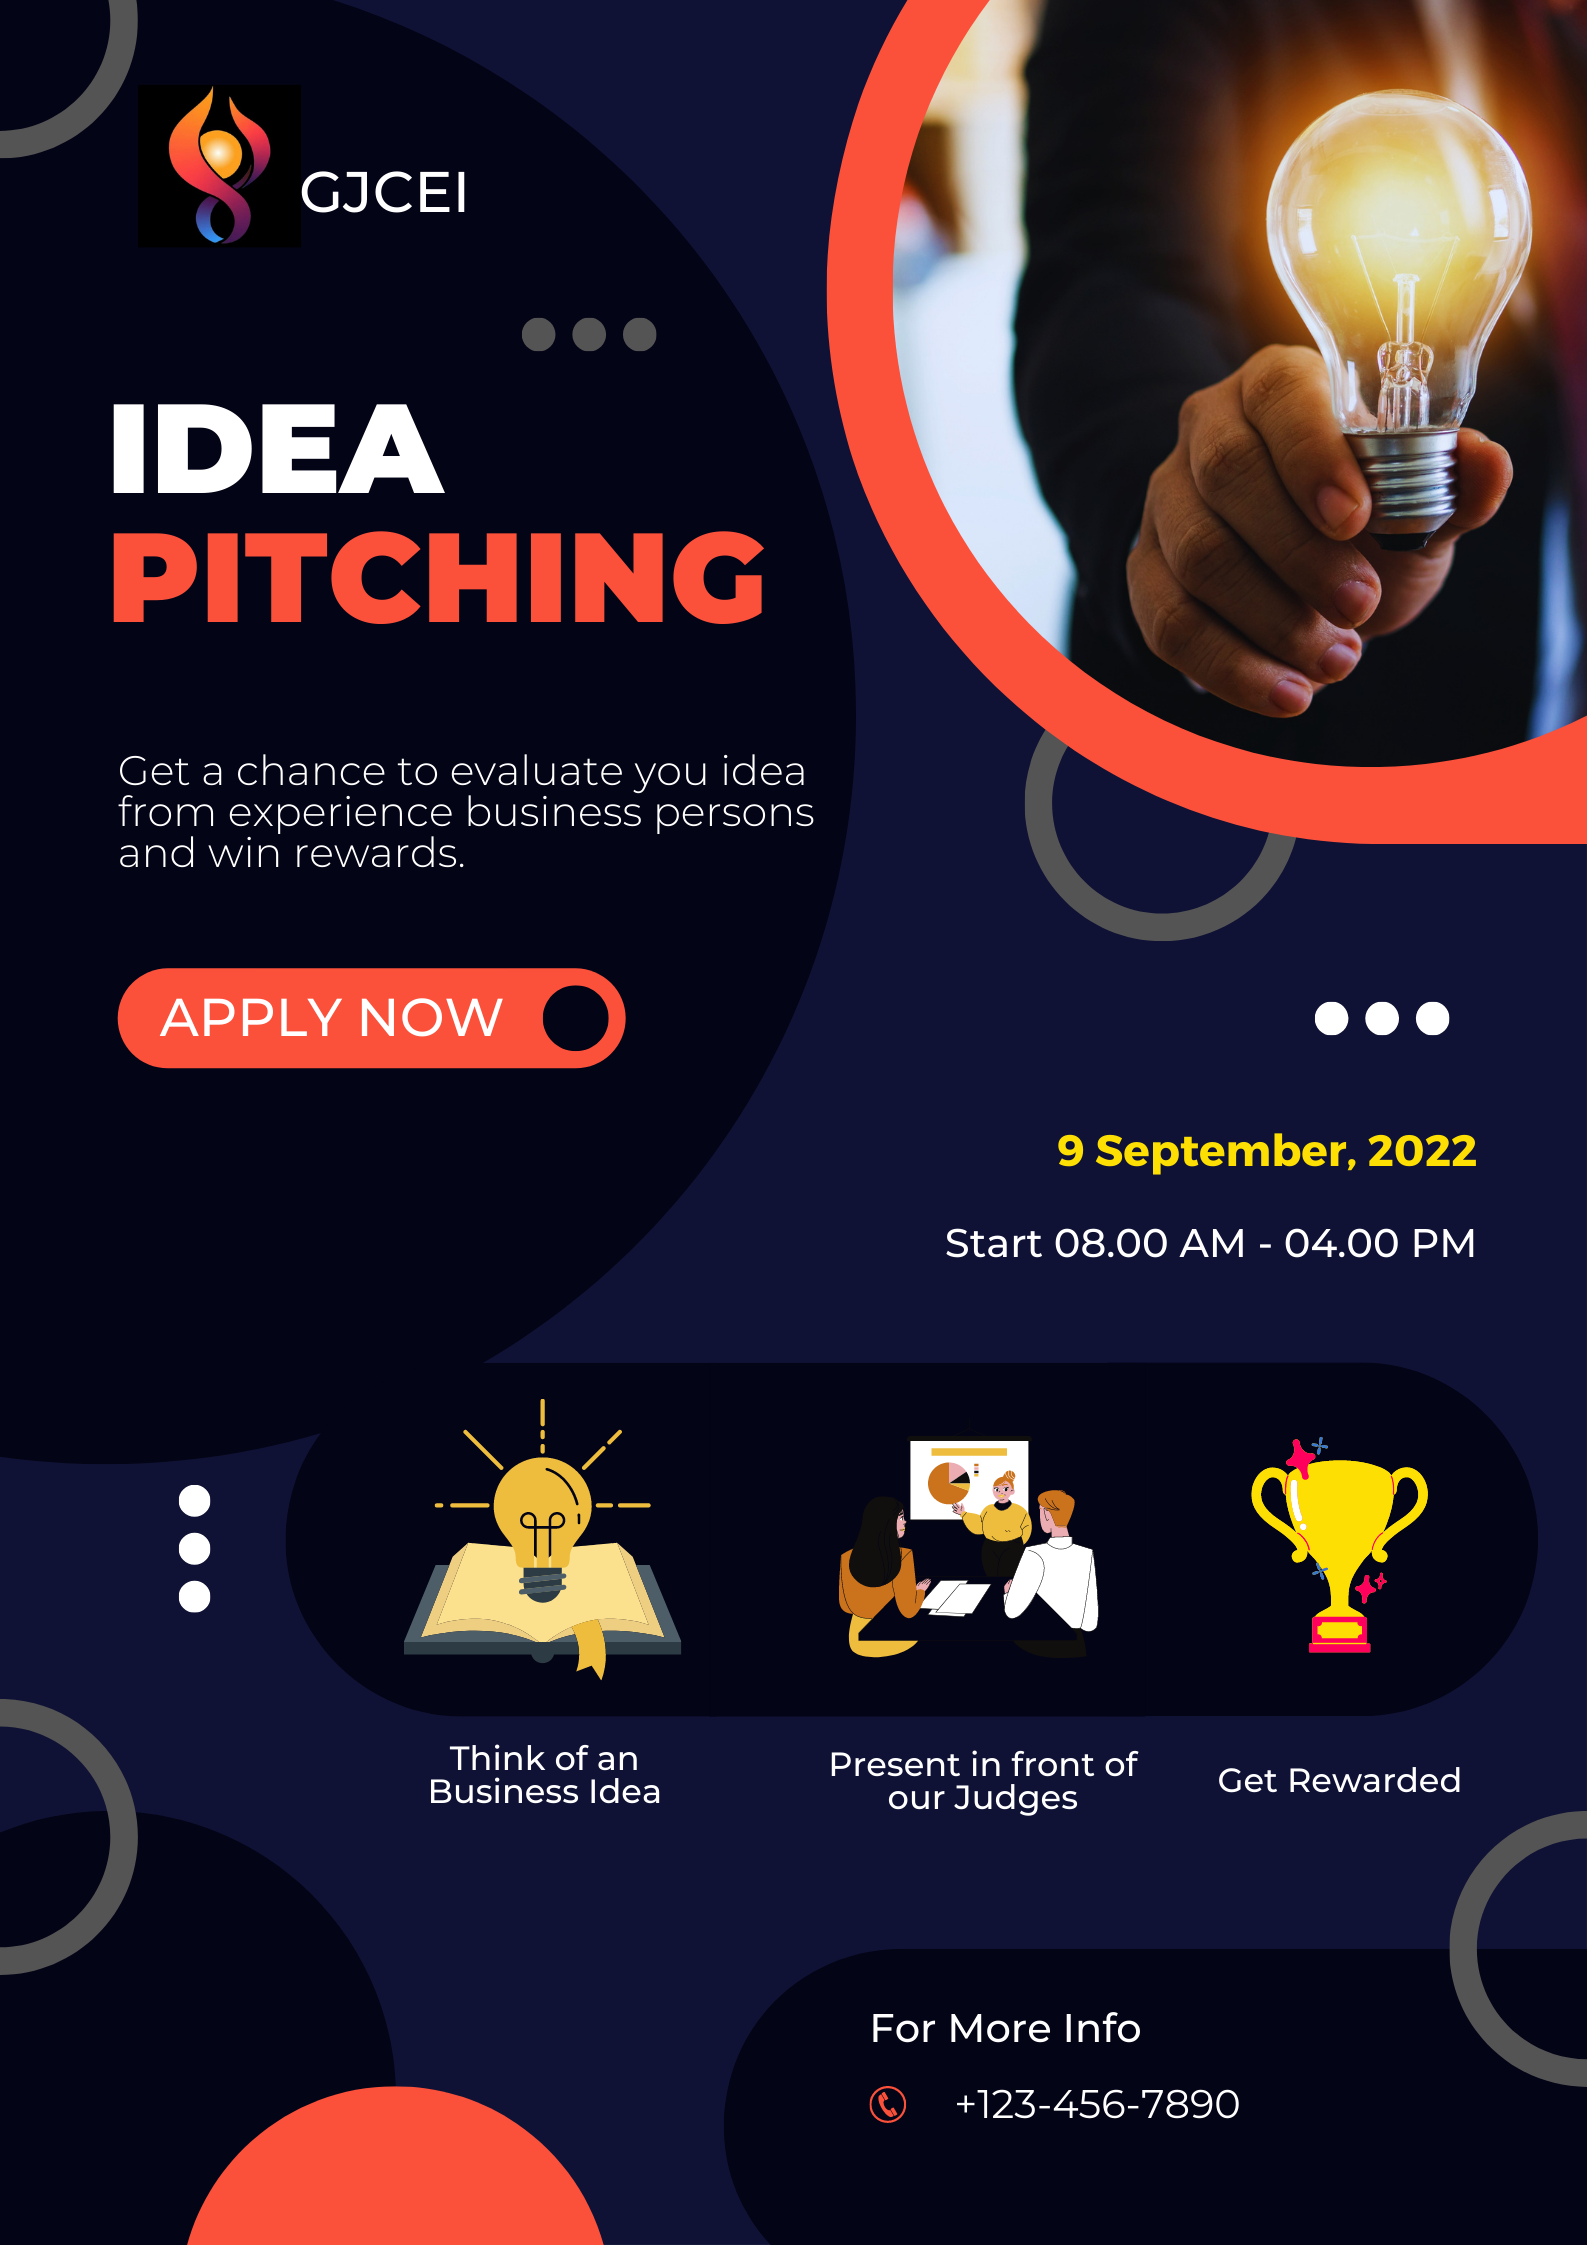 GJCEI
IDEA
PITCHING
Get a chance to evaluate you idea
from experience business persons
and win rewards.
APPLY NOW
9 September, 2022
Start 08.00 AM - 04.00 PM
Think of an
Business Idea
Present in front of
our Judges
Get Rewarded
For More Info
+123-456-7890